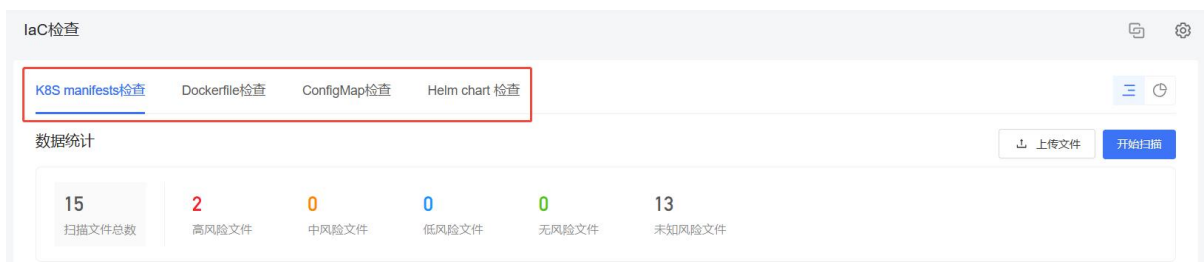 IaC检查
K8S manifests检查 Dockerfile检查 ConfigMap检查 Helm chart 检查
数据统计 上传文件 开始扫描
15 2 0 0 0 13
扫描文件总数 高风险文件 中风险文件 低风险文件 无风险文件 未知风险文件